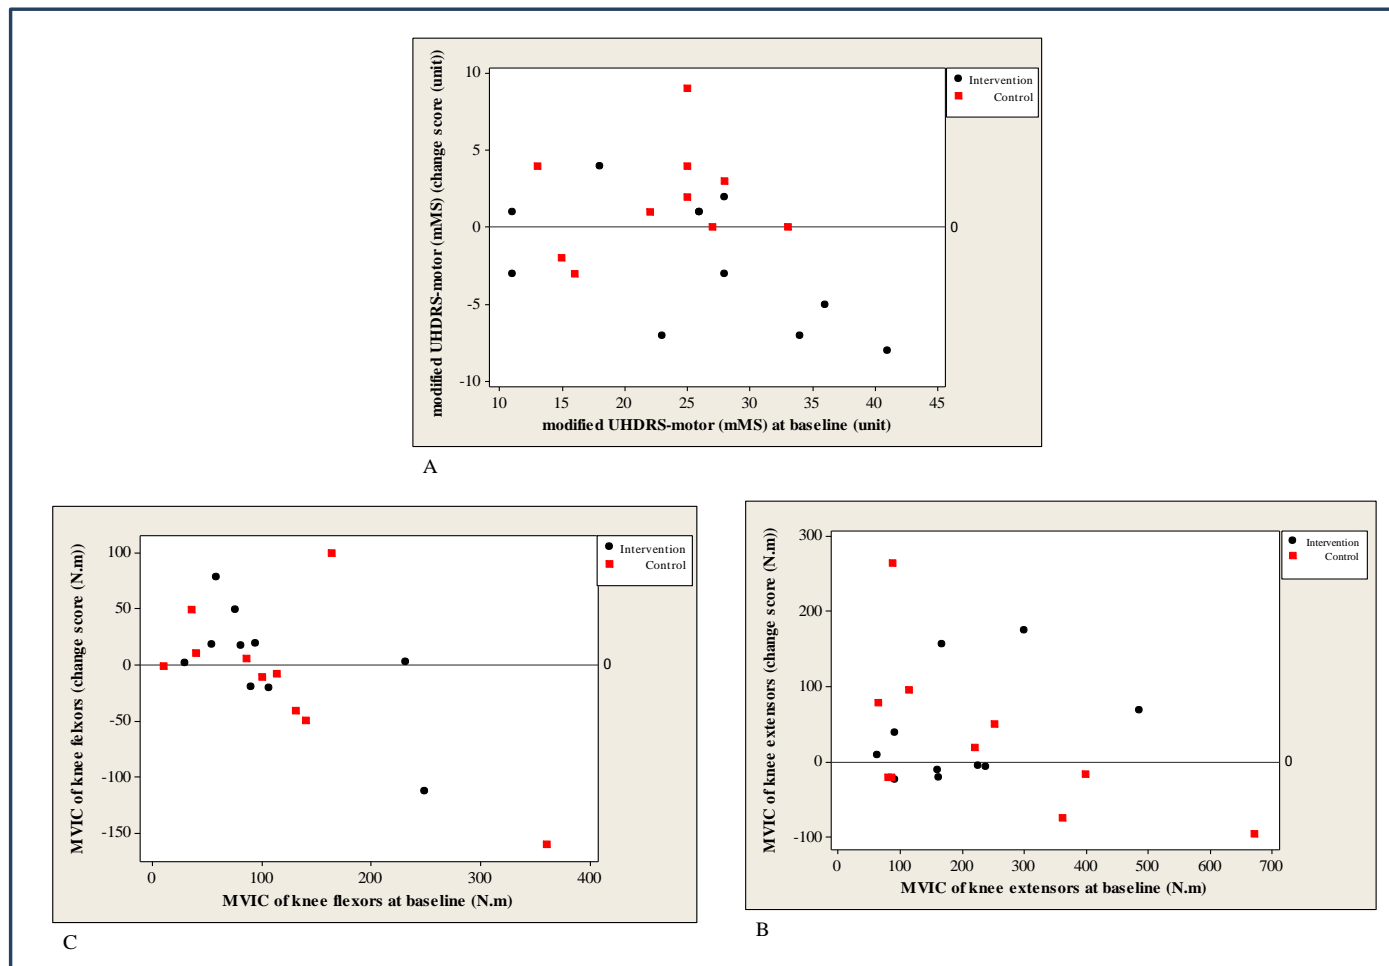 modified UHDRS-motor (mMS) (change score (unit))
10
5
0
-5
-10
Intervention
Control
0
10 15 20 25 30 35 40 45
modified UHDRS-motor (mMS) at baseline (unit)
A
MVIC of knee felxors (change score (N.m))
100
50
0
-50
-100
-150
Intervention
Control
0
0 100 200 300 400
MVIC of knee flexors at baseline (N.m)
C
MVIC of knee extensors (change score (N.m))
300
200
100
0
-100
Intervention
Control
0
0 100 200 300 400 500 600 700
MVIC of knee extensors at baseline (N.m)
B